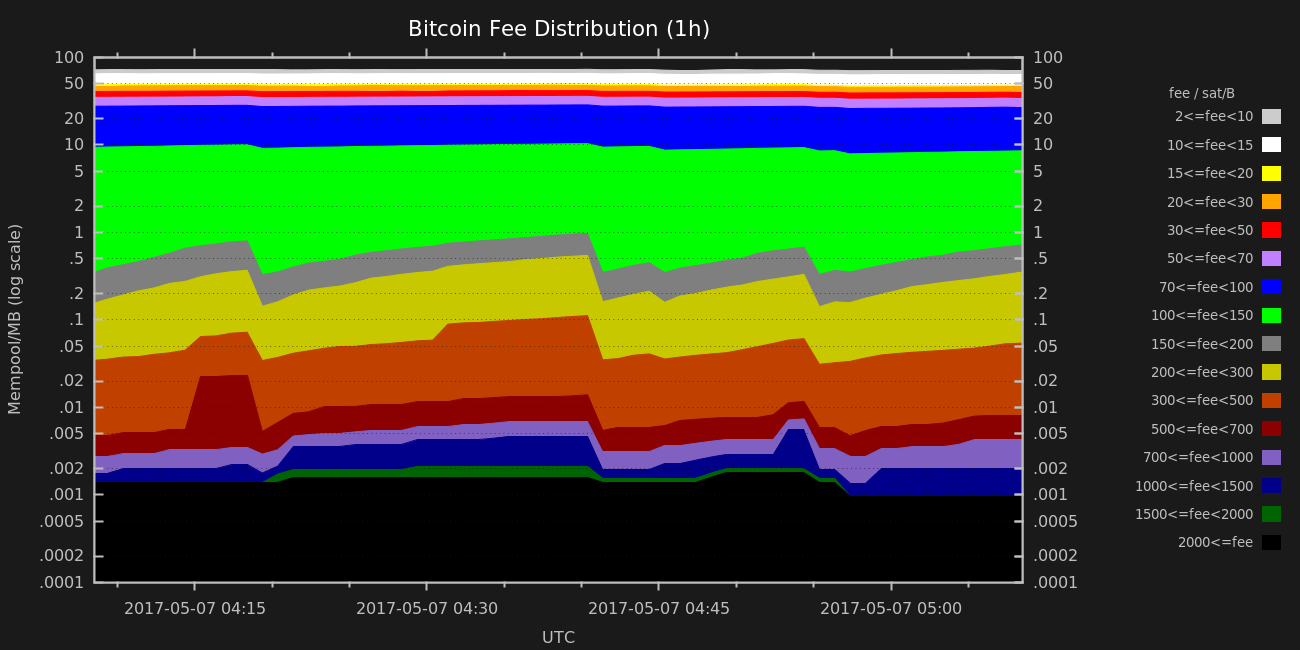 Bitcoin Fee Distribution (1h)
Mempool/MB (log scale)
100
50
20
10
5
2
1
.5
.2
.1
.05
.02
.01
.005
.002
.001
.0005
.0002
.0001
100
50
20
10
5
2
1
.5
.2
.1
.05
.02
.01
.005
.002
.001
.0005
.0002
.0001
2017-05-07 04:15
2017-05-07 04:30
2017-05-07 04:45
2017-05-07 05:00
UTC
fee / sat/B
2<=fee<10
10<=fee<15
15<=fee<20
20<=fee<30
30<=fee<50
50<=fee<70
70<=fee<100
100<=fee<150
150<=fee<200
200<=fee<300
300<=fee<500
500<=fee<700
700<=fee<1000
1000<=fee<1500
1500<=fee<2000
2000<=fee